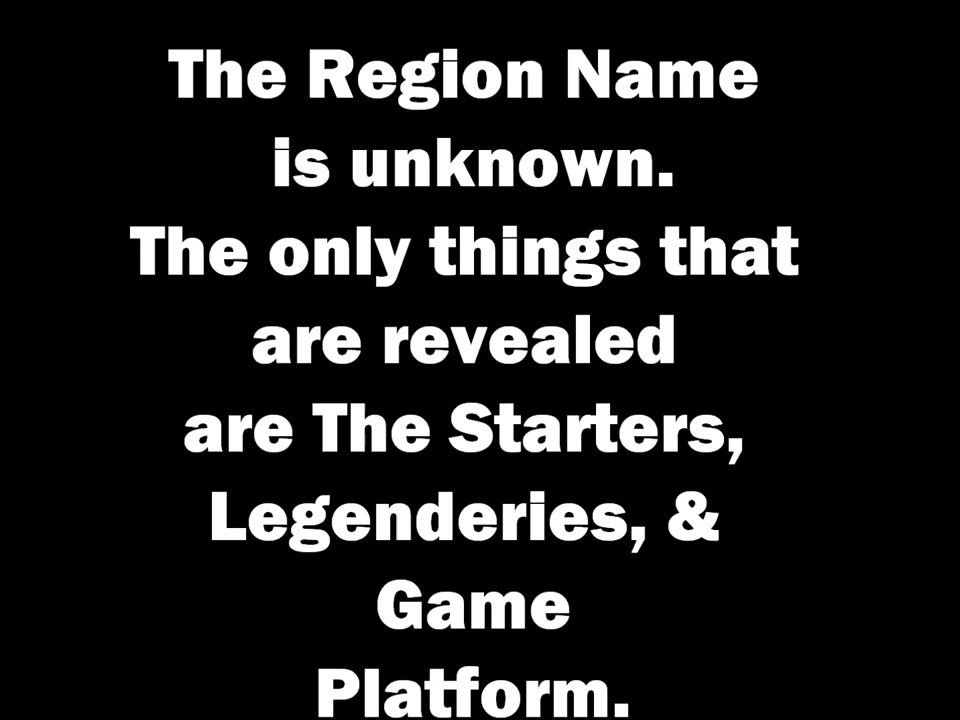 The Region Name
is unknown.
The only things that
are revealed
are The Starters,
Legenderies, &
Game
Platform.